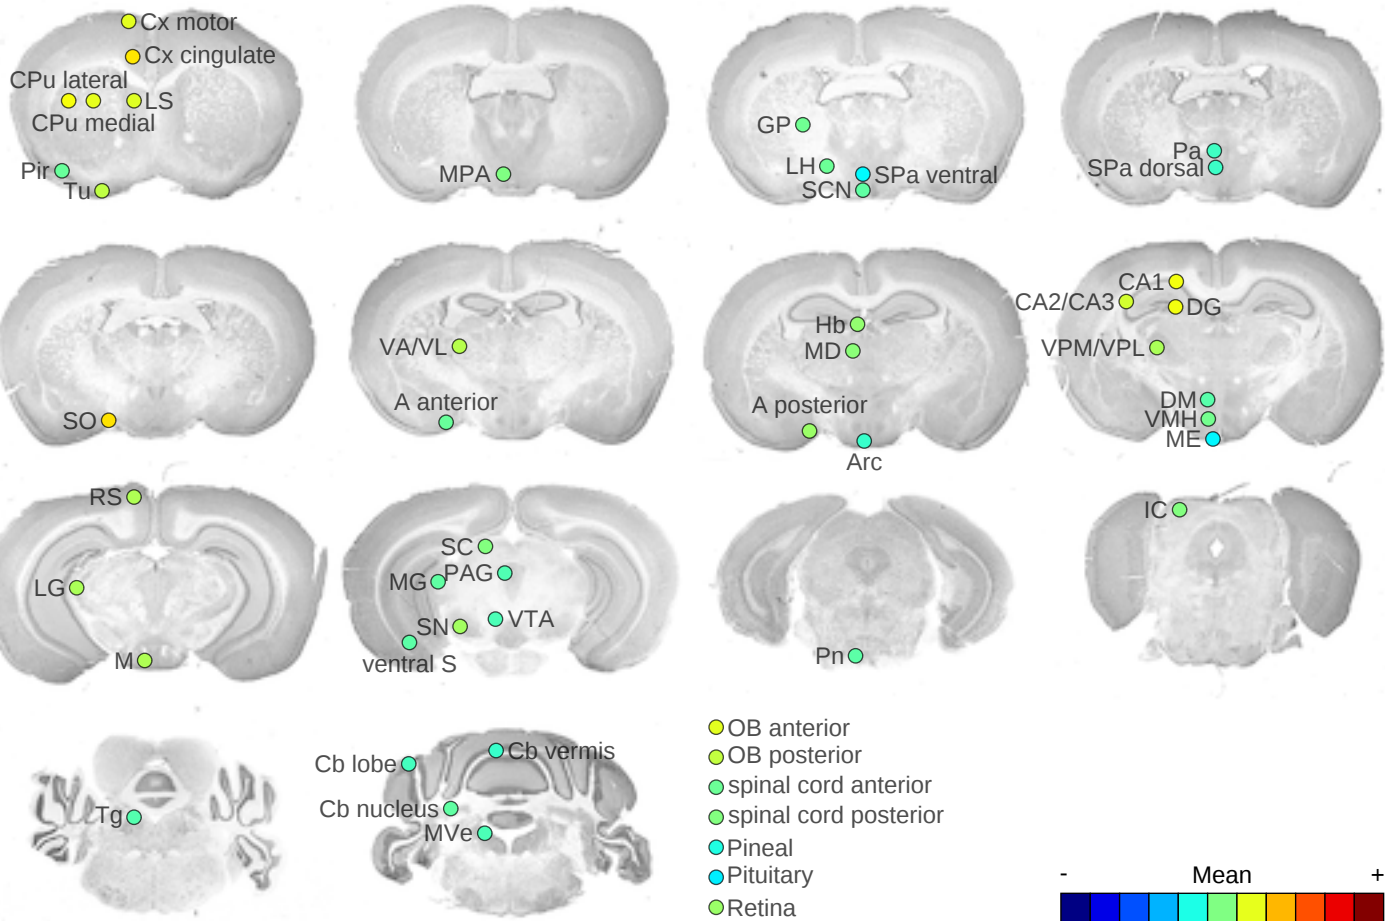 Cx motor
Cx cingulate
CPu lateral
LS
CPu medial
Pir
Tu
MPA
GP
LH
SPa ventral
SCN
Pa
SPa dorsal
SO
VA/VL
A anterior
Hb
MD
A posterior
Arc
CA1
CA2/CA3
DG
VPM/VPL
DM
VMH
ME
RS
LG
M
SC
MG
PAG
SN
VTA
ventral S
Pn
IC
Tg
Cb lobe
Cb vermis
Cb nucleus
MVe
OB anterior
OB posterior
spinal cord anterior
spinal cord posterior
Pineal
Pituitary
Retina
- Mean +